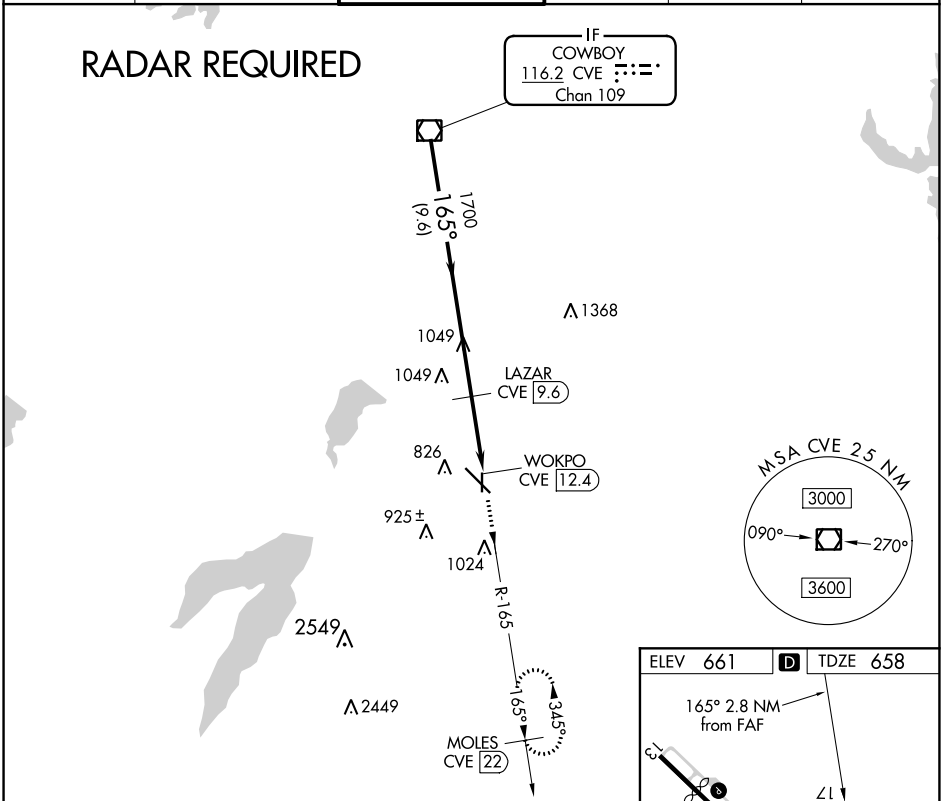 RADAR REQUIRED
IF
COWBOY
116.2 CVE
Chan 109
1700
165°
(9.6)
1368
1049
1049
LAZAR
CVE 9.6
826
WOKPO
CVE 12.4
925 ±
1024
MSA CVE 25 NM
3000
090°
270°
3600
R-165
2549
2449
165°
345°
MOLES
CVE 22
ELEV 661 D TDZE 658
165° 2.8 NM
from FAF
13
P
17